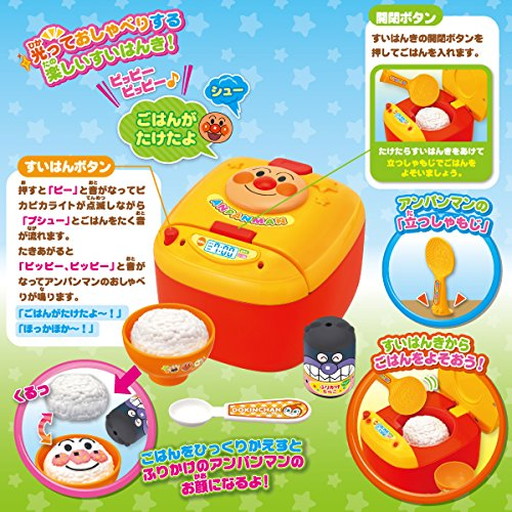 光っておしゃべりする
楽しいすいはんき！
ピッピー
ピッピー♪
シュー
ごはんが
たけたよ
開閉ボタン
すいはんきの開閉ボタンを
押してごはんを入れます。
たけたらすいはんきをあけて
立つしゃもじでごはんを
よそいましょう。
すいはんボタン
押すと「ピー」と音がなってピ
カピカライトが点滅しながら
「プシュー」とごはんをたく音
が流れます。
たきあがると
「ピッピー、ピッピー」と音が
なってアンパンマンのおしゃべ
りが鳴ります。
「ごはんがたけたよ～！」
「ほっかほか～！」
ANPANMAN
アンパンマンの
「立つしゃもじ」
くるっ
ふりかけ
DOKINCHAN
すいはんきから
ごはんをよそおう！
ごはんをひっくりかえすと
ふりかけのアンパンマンの
お顔になるよ！